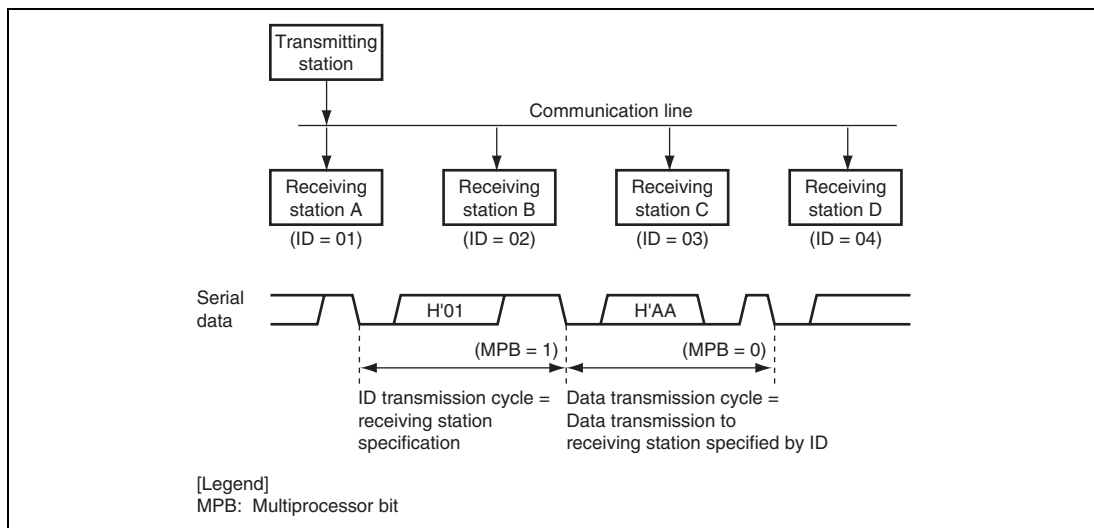 Transmitting
station
Communication line
Receiving
station A
(ID = 01)
Receiving
station B
(ID = 02)
Receiving
station C
(ID = 03)
Receiving
station D
(ID = 04)
Serial
data
H'01
H'AA
(MPB = 1)
(MPB = 0)
ID transmission cycle =
receiving station
specification
Data transmission cycle =
Data transmission to
receiving station specified by ID
[Legend]
MPB: Multiprocessor bit